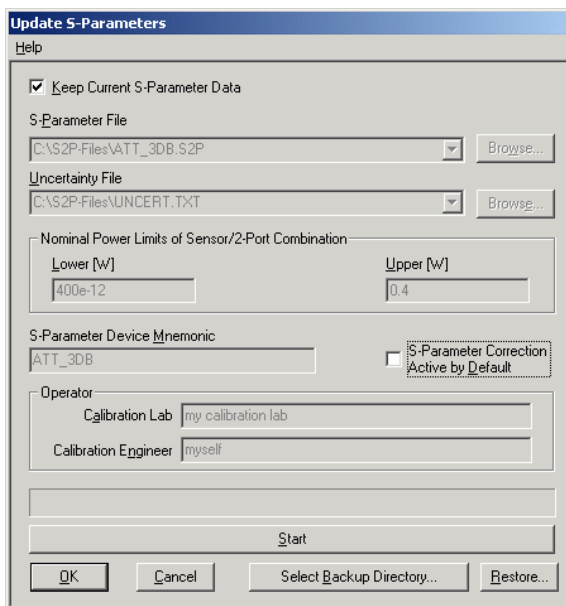 Update S-Parameters
Help
Keep Current S-Parameter Data
S-Parameter File
C:\S2P-Files\ATT_3DB.S2P
Browse...
Uncertainty File
C:\S2P-Files\UNCERT.TXT
Browse...
Nominal Power Limits of Sensor/2-Port Combination
Lower [W]
Upper [W]
400e-12
0.4
S-Parameter Device Mnemonic
ATT_3DB
S-Parameter Correction
Active by Default
Operator
Calibration Lab my calibration lab
Calibration Engineer myself
Start
OK Cancel Select Backup Directory... Restore...